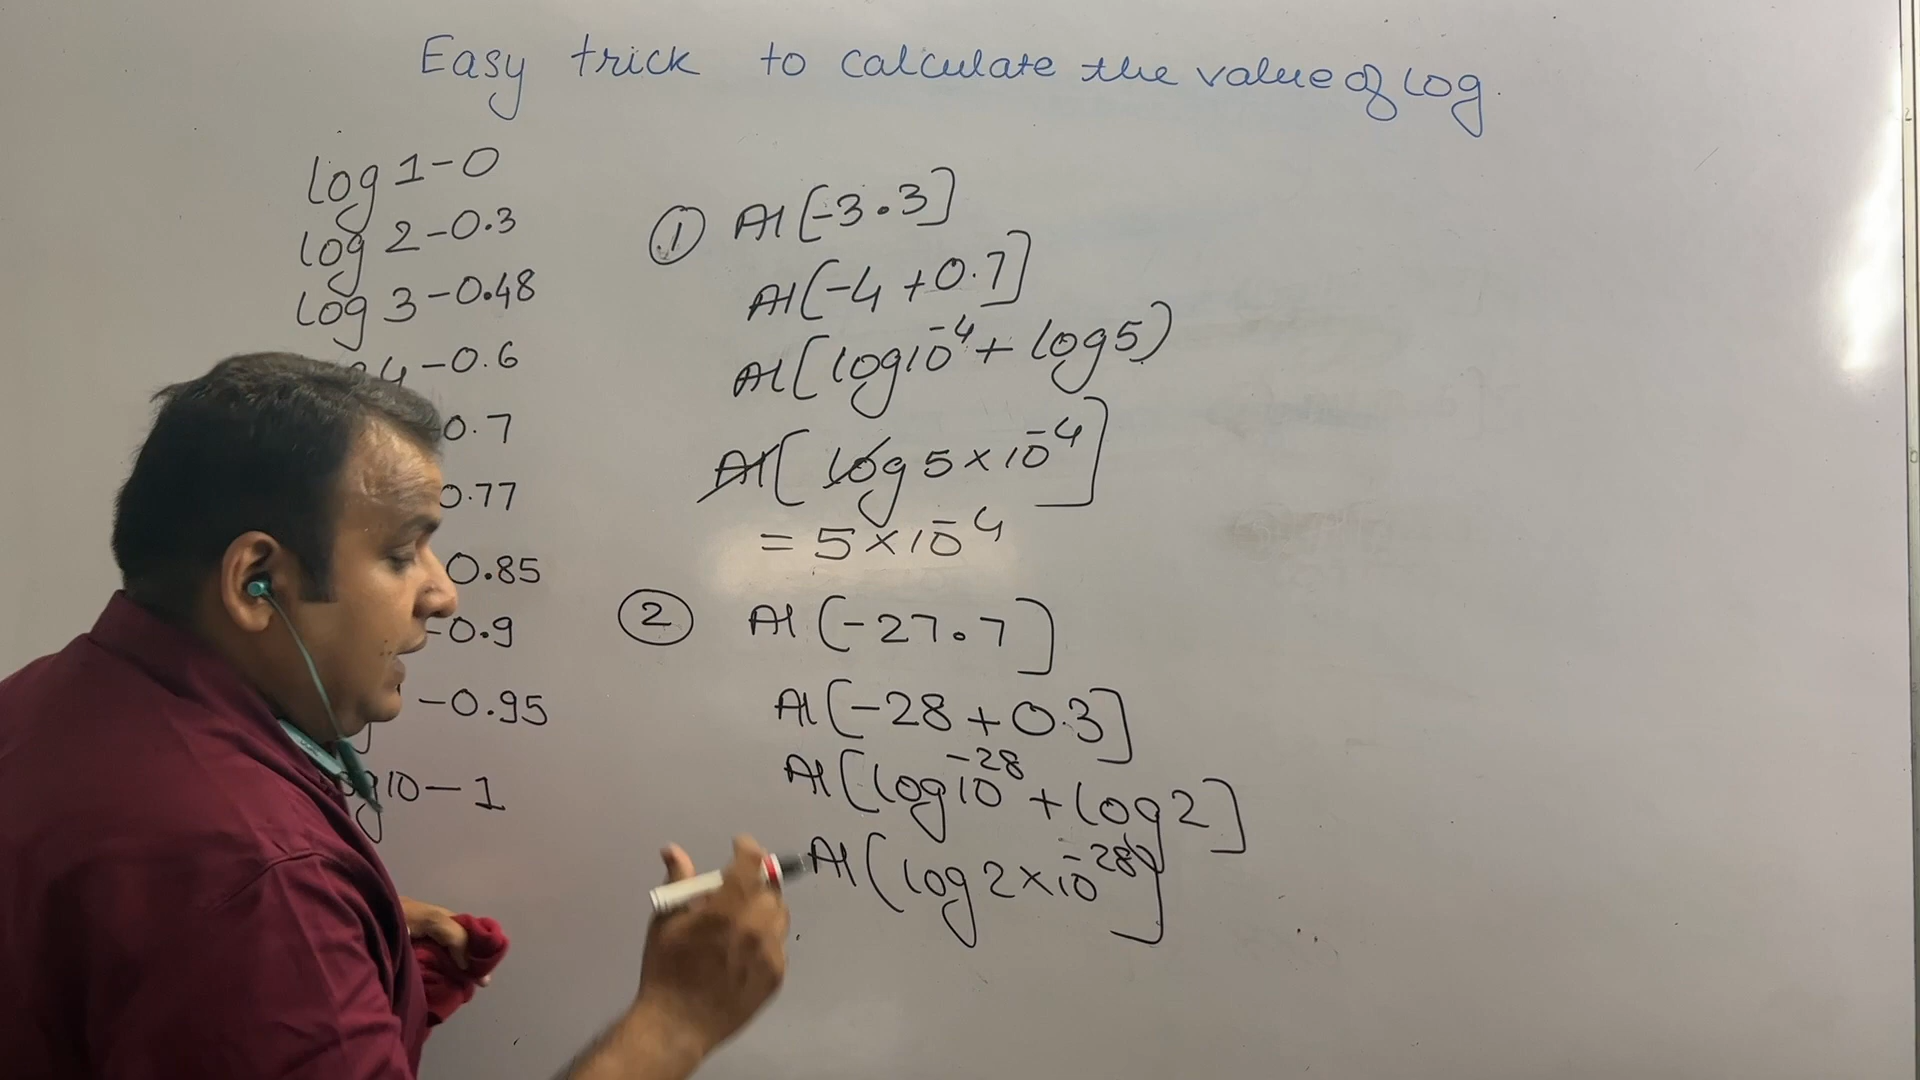 Easy trick to calculate the value of log.
log 1 - 0
log 2 - 0.3
log 3 - 0.48
4 - 0.6
0.7
0.77
0.85
- 0.9
- 0.95
log10 - 1
① Al[-3.3]
Al[-4 + 0.7]
Al[log10⁻⁴ + log5)
Al[log 5×10⁻⁴]
= 5×10⁻⁴
② Al[-27.7]
Al[-28 + 0.3]
Al[log10⁻²⁸ + log2]
Al[log2×10⁻²⁸]